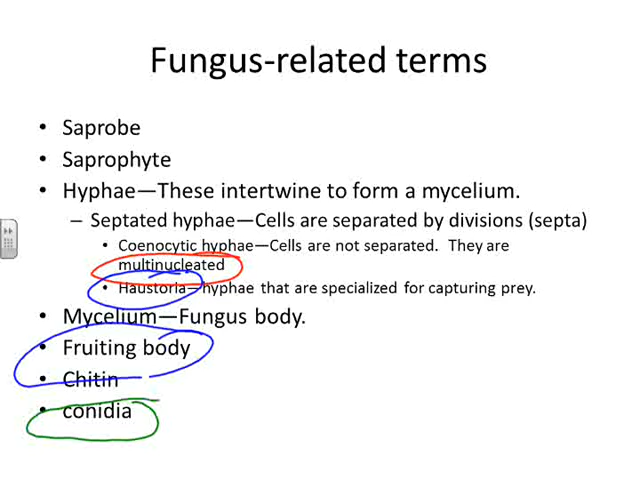 Fungus-related terms
• Saprobe
• Saprophyte
• Hyphae—These intertwine to form a mycelium.
– Septated hyphae—Cells are separated by divisions (septa)
• Coenocytic hyphae—Cells are not separated. They are
multinucleated
• Haustoria—hyphae that are specialized for capturing prey.
• Mycelium—Fungus body.
• Fruiting body
• Chitin
• conidia